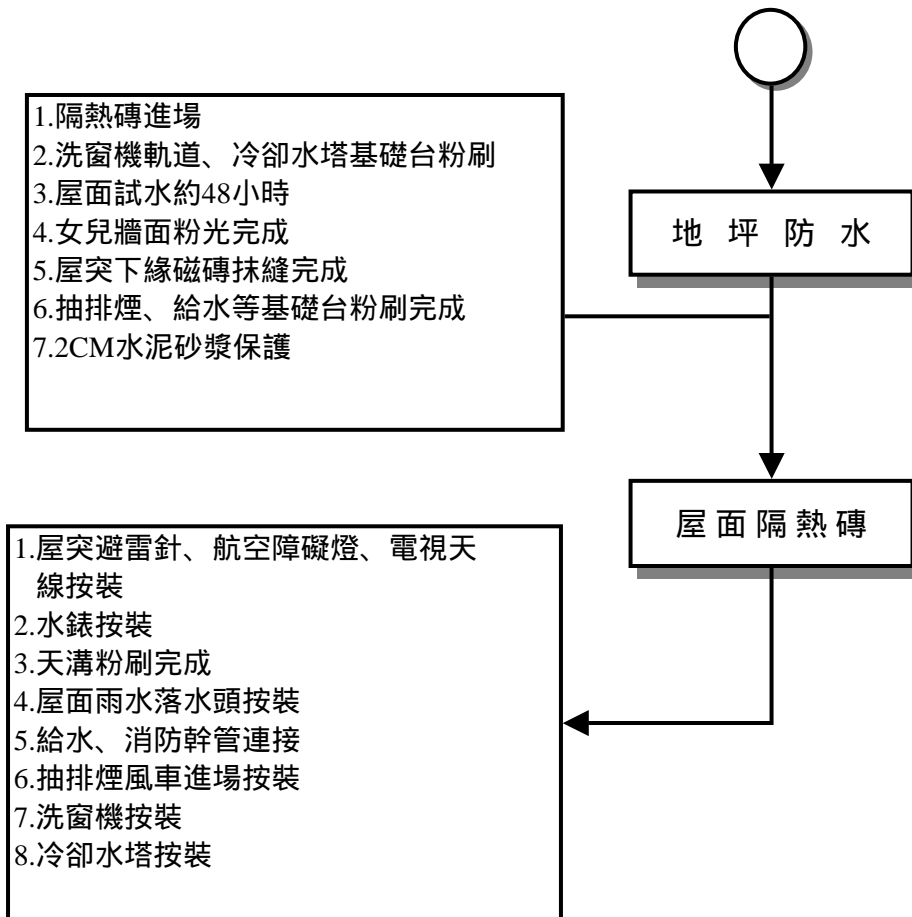 地坪防水
1.隔熱磚進場
2.洗窗機軌道、冷卻水塔基礎台粉刷
3.屋面試水約48小時
4.女兒牆面粉光完成
5.屋突下緣磁磚抹縫完成
6.抽排煙、給水等基礎台粉刷完成
7.2CM水泥砂漿保護
屋面隔熱磚
1.屋突避雷針、航空障礙燈、電視天
線按裝
2.水錶按裝
3.天溝粉刷完成
4.屋面雨水落水頭按裝
5.給水、消防幹管連接
6.抽排煙風車進場按裝
7.洗窗機按裝
8.冷卻水塔按裝